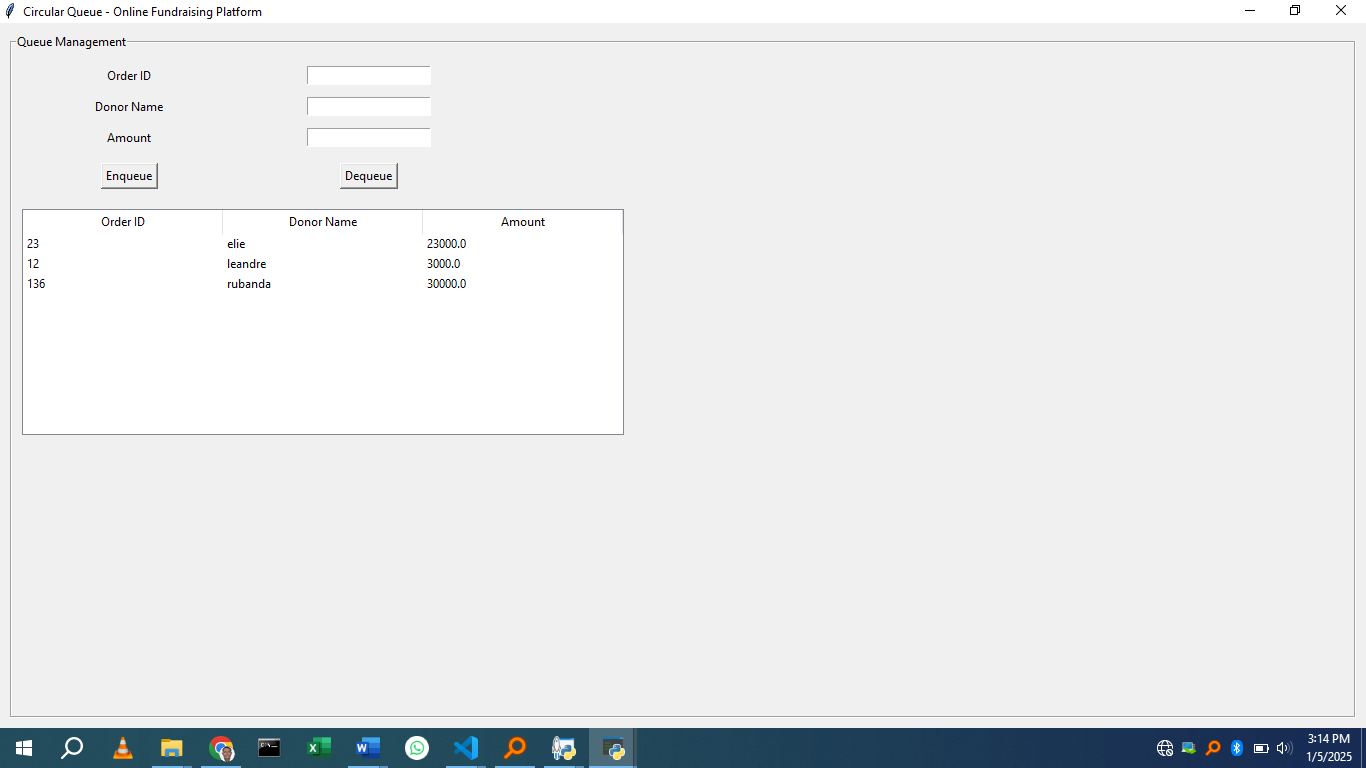 Circular Queue - Online Fundraising Platform
Queue Management
Order ID
Donor Name
Amount
Enqueue Dequeue
Order ID Donor Name Amount
23 elie 23000.0
12 leandre 3000.0
136 rubanda 30000.0
3:14 PM
1/5/2025